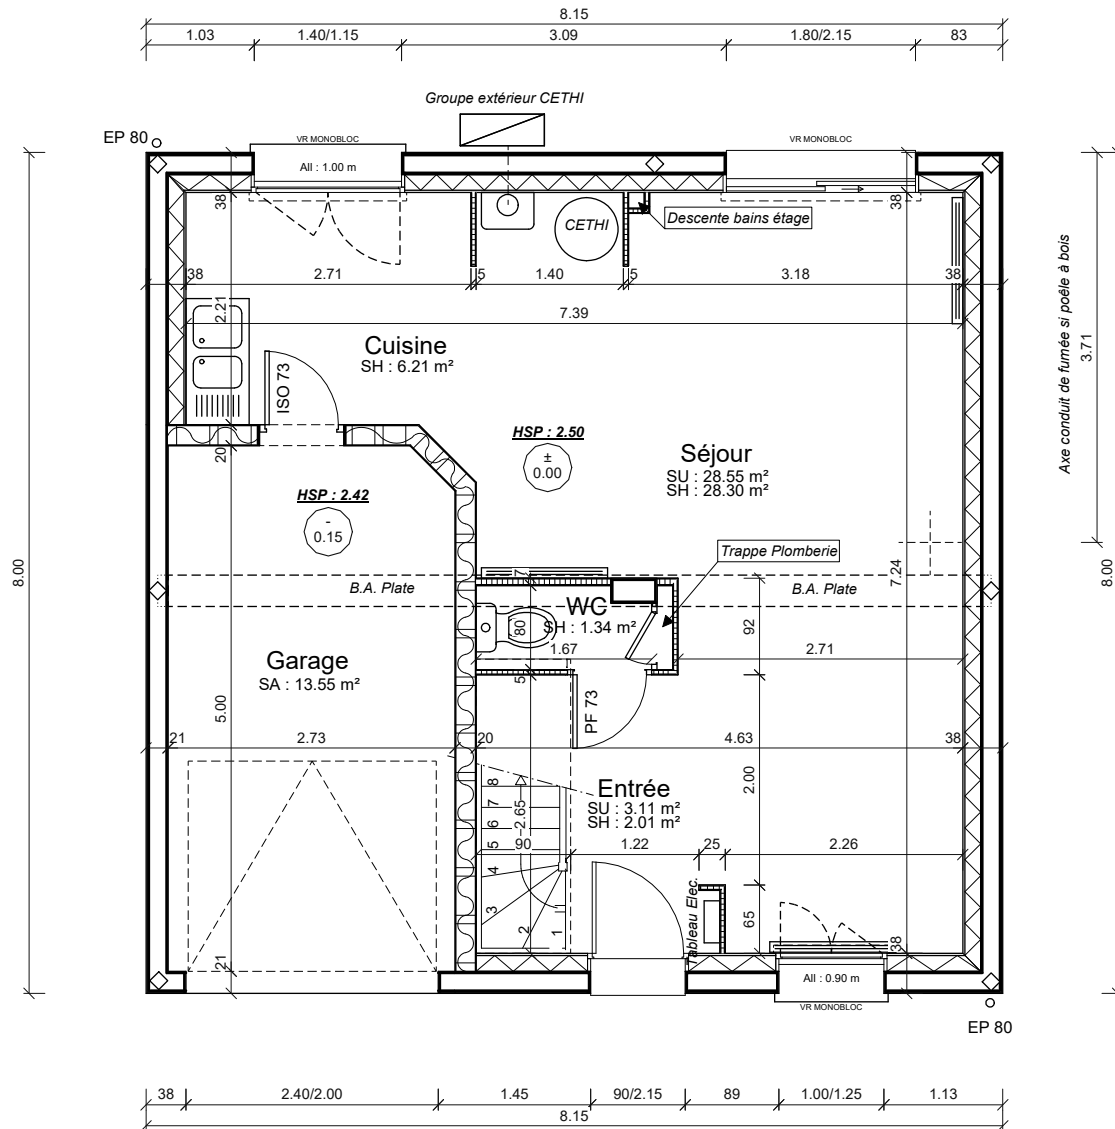 8.15
1.03 1.40/1.15 3.09 1.80/2.15 83
Groupe extérieur CETHI
EP 80
VR MONOBLOC
VR MONOBLOC
All : 1.00 m
38
CETHI
Descente bains étage
38
38 2.71 5 1.40 5 3.18 38
2.21
7.39
Axe conduit de fumée si poêle à bois
3.71
Cuisine
SH : 6.21 m²
ISO 73
HSP : 2.50
±
0.00
Séjour
SU : 28.55 m²
SH : 28.30 m²
20
HSP : 2.42
-
0.15
Trappe Plomberie
8.00
7.24
8.00
B.A. Plate
B.A. Plate
7
WC
SH : 1.34 m²
80
92
1.67
2.71
5
Garage
SA : 13.55 m²
5.00
PF 73
21 2.73 20 4.63 38
2.00
Entrée
SU : 3.11 m²
SH : 2.01 m²
2.65
8
7
6
5
4
3
2
1
90 1.22 25 2.26
Tableau Elec.
65
21
38
All : 0.90 m
VR MONOBLOC
EP 80
38 2.40/2.00 1.45 90/2.15 89 1.00/1.25 1.13
8.15